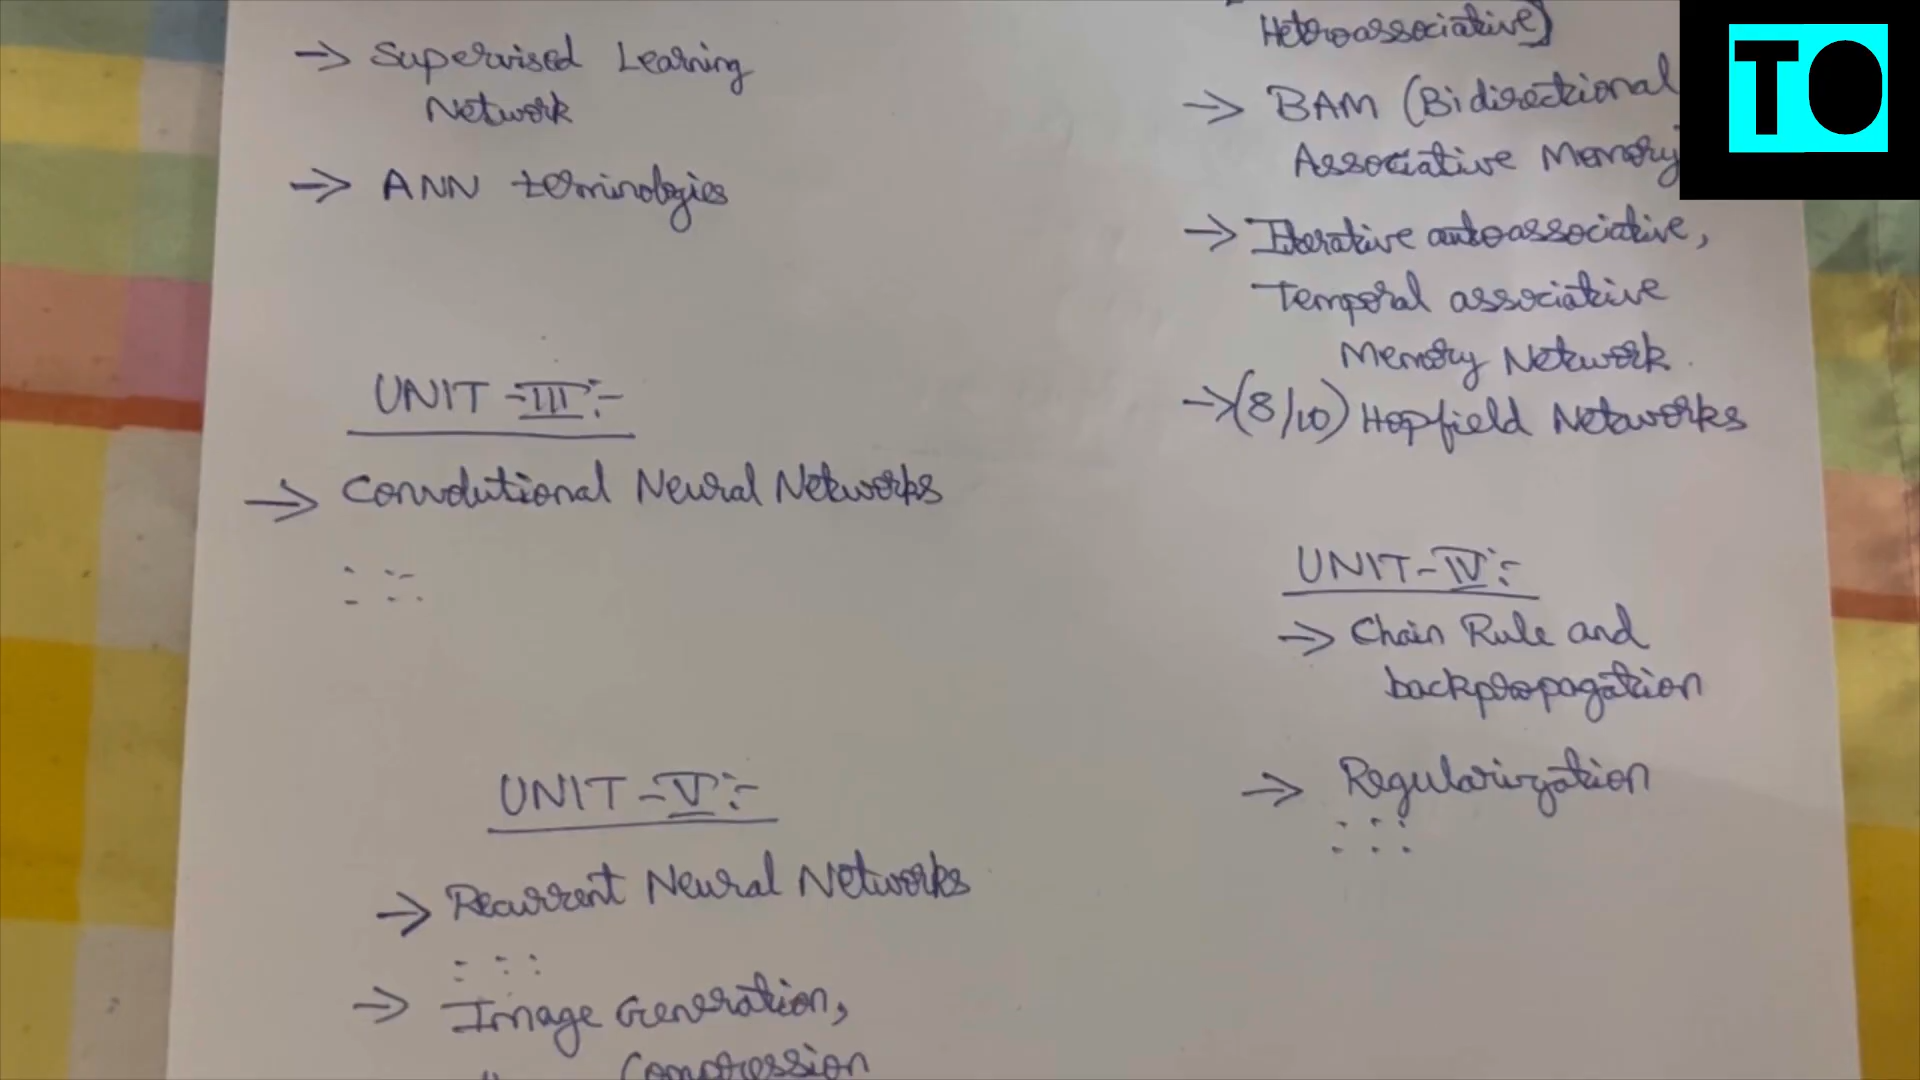 → Supervised Learning
Network
→ ANN terminologies
UNIT-III:-
→ Convolutional Neural Networks
UNIT-V:-
→ Recurrent Neural Networks
→ Image Generation,
Compression
Hetroassociative)
→ BAM (Bidirectional
Associative Memory
→ Iterative autoassociative,
Temporal associative
Memory Network.
→(8/10) Hopfield Networks
UNIT-IV:-
→ Chain Rule and
backpropagation
→ Regularization
TO